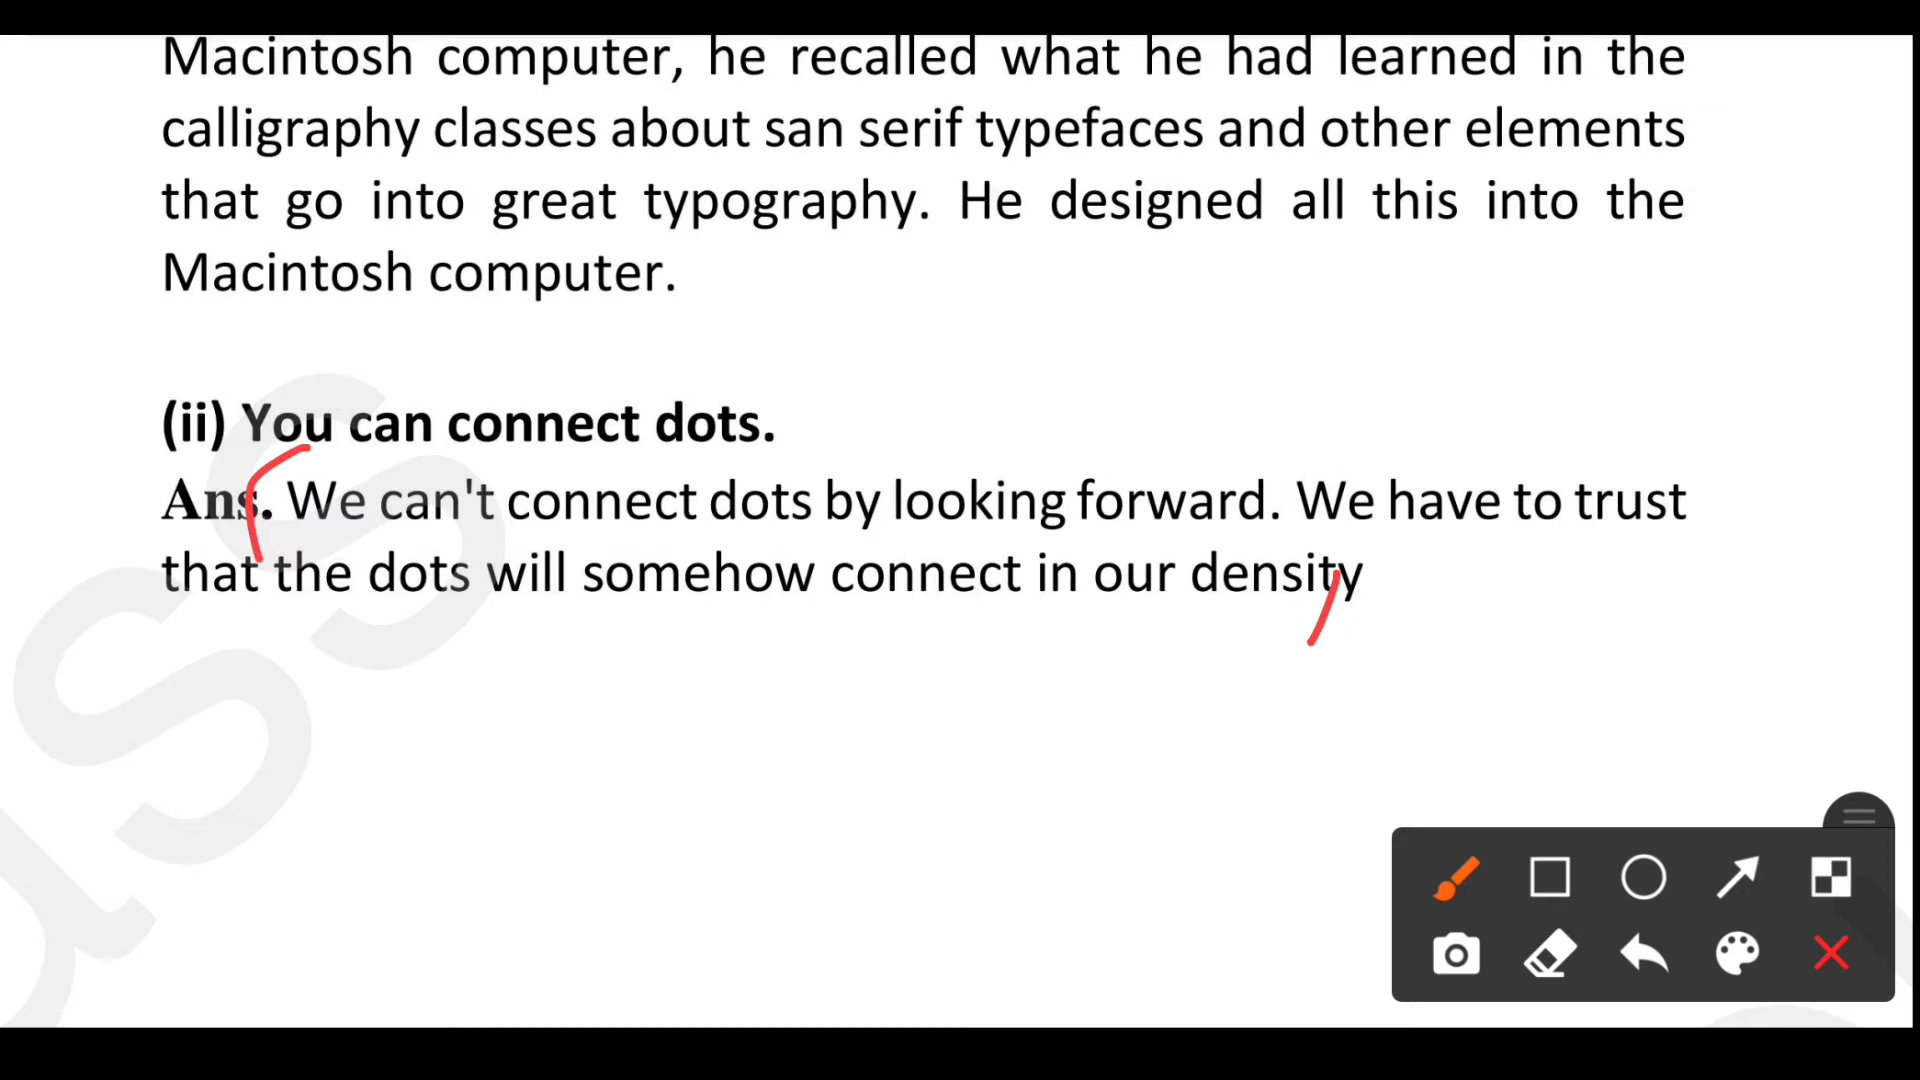 Macintosh computer, he recalled what he had learned in the
calligraphy classes about san serif typefaces and other elements
that go into great typography. He designed all this into the
Macintosh computer.
(ii) You can connect dots.
Ans. We can't connect dots by looking forward. We have to trust
that the dots will somehow connect in our density